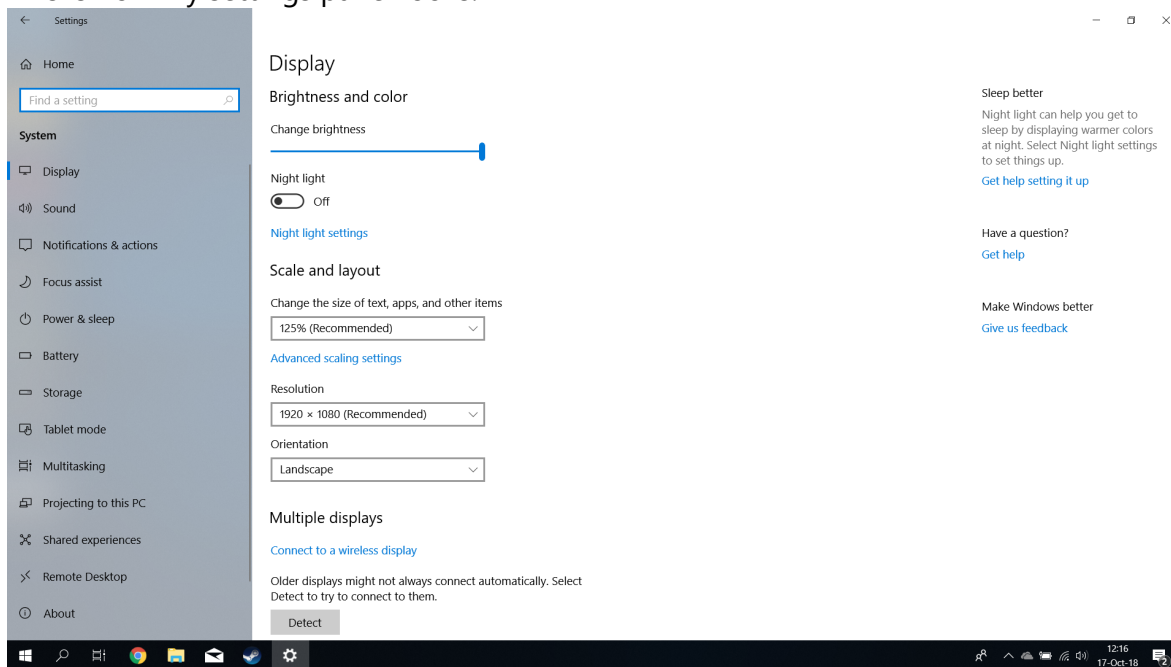 Settings
Home
Find a setting
System
Display
Sound
Notifications & actions
Focus assist
Power & sleep
Battery
Storage
Tablet mode
Multitasking
Projecting to this PC
Shared experiences
Remote Desktop
About
Display
Brightness and color
Change brightness
Night light
Off
Night light settings
Scale and layout
Change the size of text, apps, and other items
125% (Recommended)
Advanced scaling settings
Resolution
1920 × 1080 (Recommended)
Orientation
Landscape
Multiple displays
Connect to a wireless display
Older displays might not always connect automatically. Select
Detect to try to connect to them.
Detect
Sleep better
Night light can help you get to
sleep by displaying warmer colors
at night. Select Night light settings
to set things up.
Get help setting it up
Have a question?
Get help
Make Windows better
Give us feedback
12:16
17-Oct-18
2